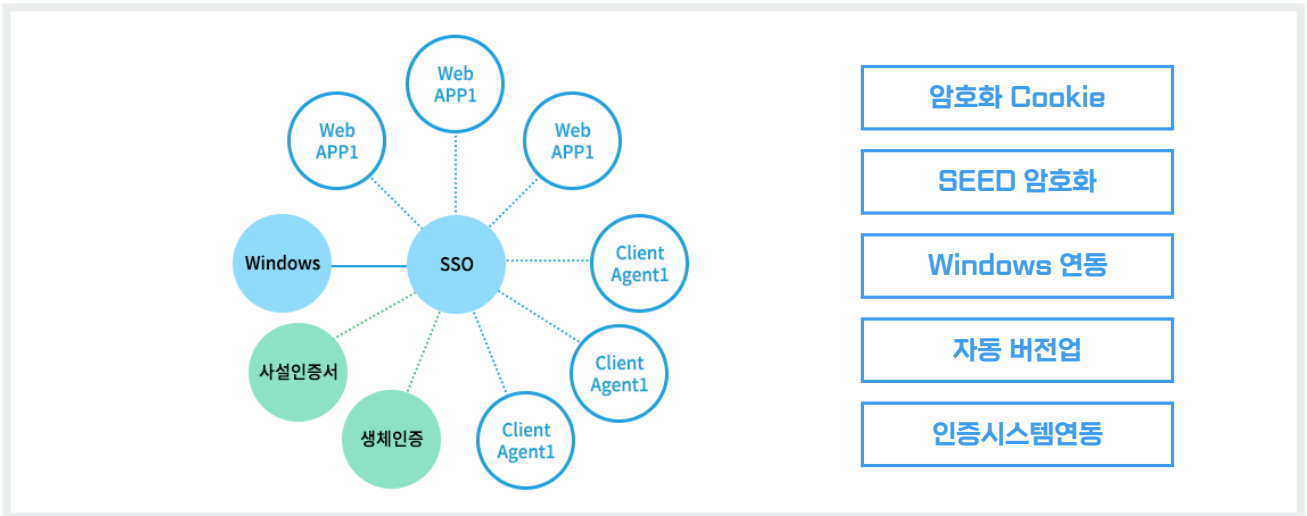 Web
APP1
Web
APP1
Web
APP1
Windows
SSO
Client
Agent1
사설인증서
Client
Agent1
생체인증
Client
Agent1
암호화 Cookie
SEED 암호화
Windows 연동
자동 버전업
인증시스템연동